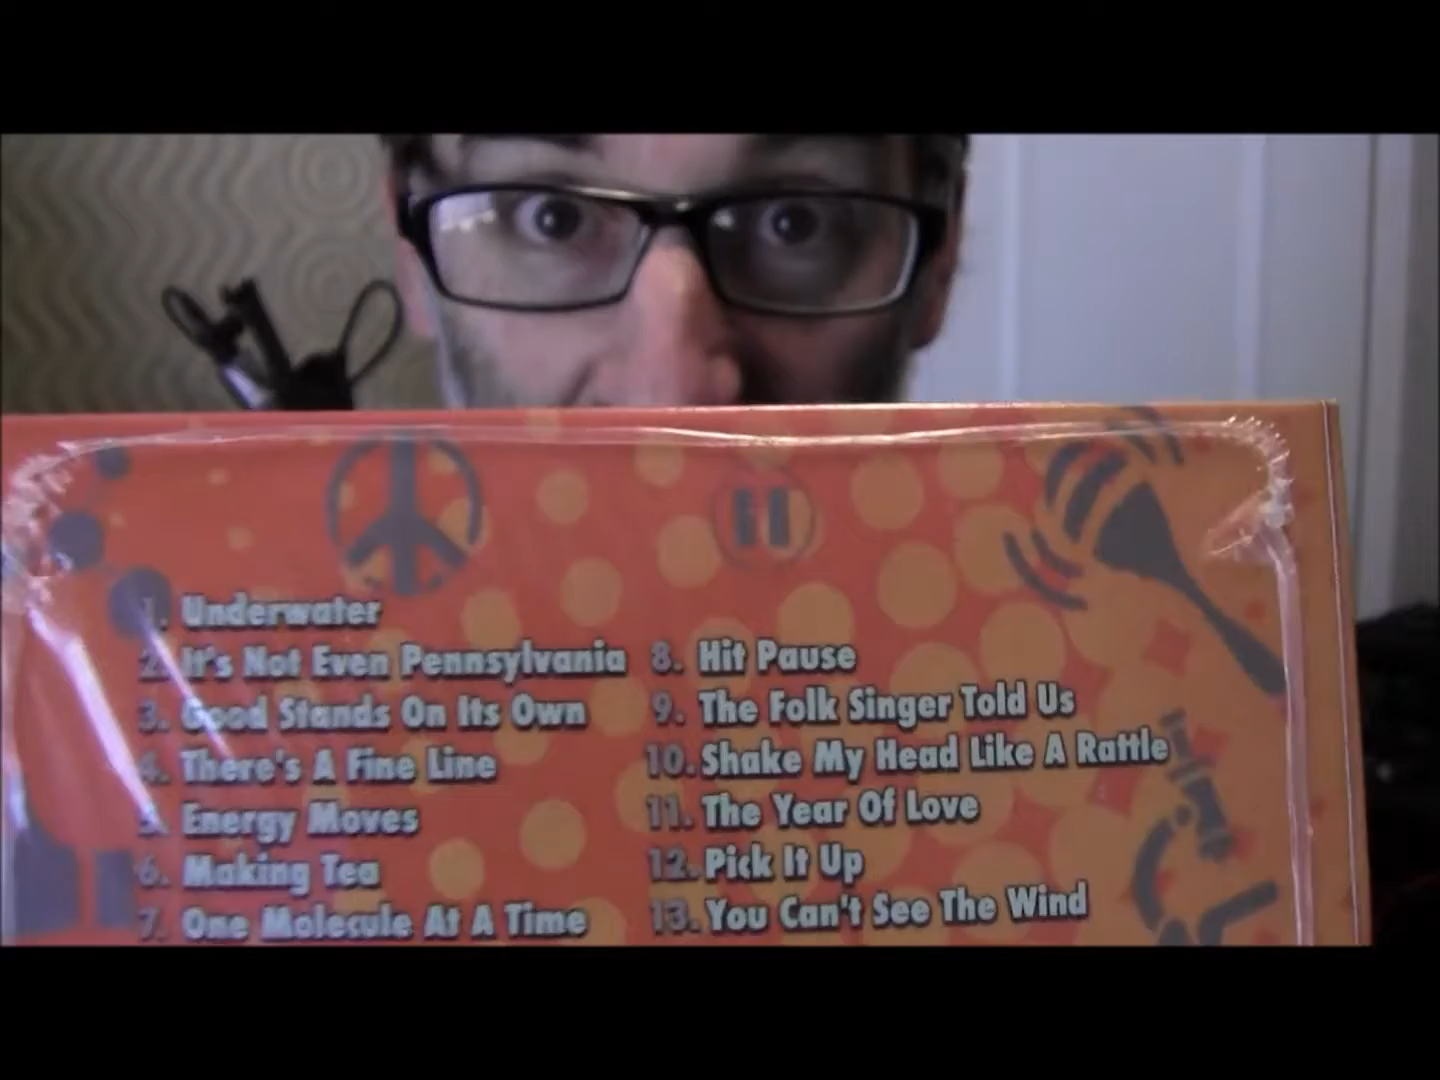 1. Underwater
2. It's Not Even Pennsylvania
3. Good Stands On Its Own
4. There's A Fine Line
5. Energy Moves
6. Making Tea
7. One Molecule At A Time
8. Hit Pause
9. The Folk Singer Told Us
10. Shake My Head Like A Rattle
11. The Year Of Love
12. Pick It Up
13. You Can't See The Wind